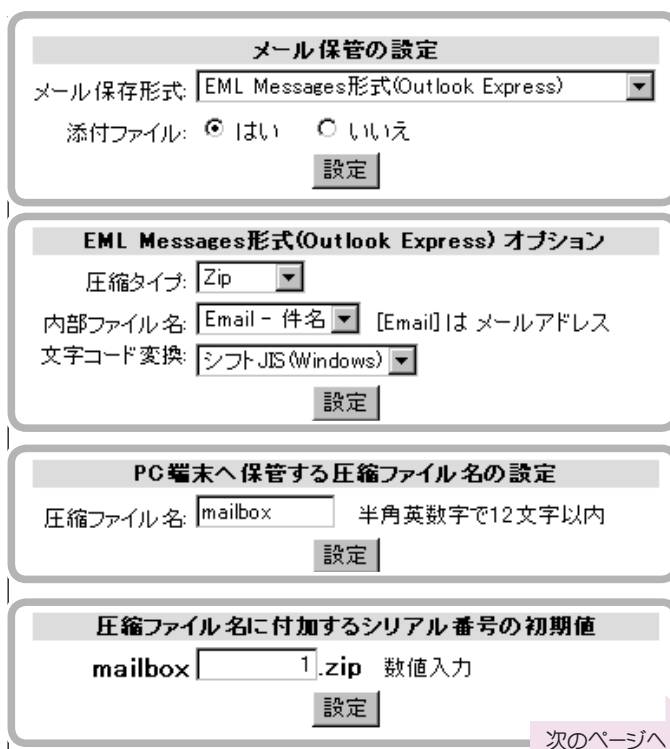 メール保管の設定
メール保存形式: EML Messages形式(Outlook Express)
添付ファイル: はい いいえ
設定
EML Messages形式(Outlook Express) オプション
圧縮タイプ: Zip
内部ファイル名: Email - 件名 [Email]は メールアドレス
文字コード変換: シフトJIS(Windows)
設定
PC端末へ保管する圧縮ファイル名の設定
圧縮ファイル名: mailbox 半角英数字で12文字以内
設定
圧縮ファイル名に付加するシリアル番号の初期値
mailbox 1 .zip 数値入力
設定
次のページへ